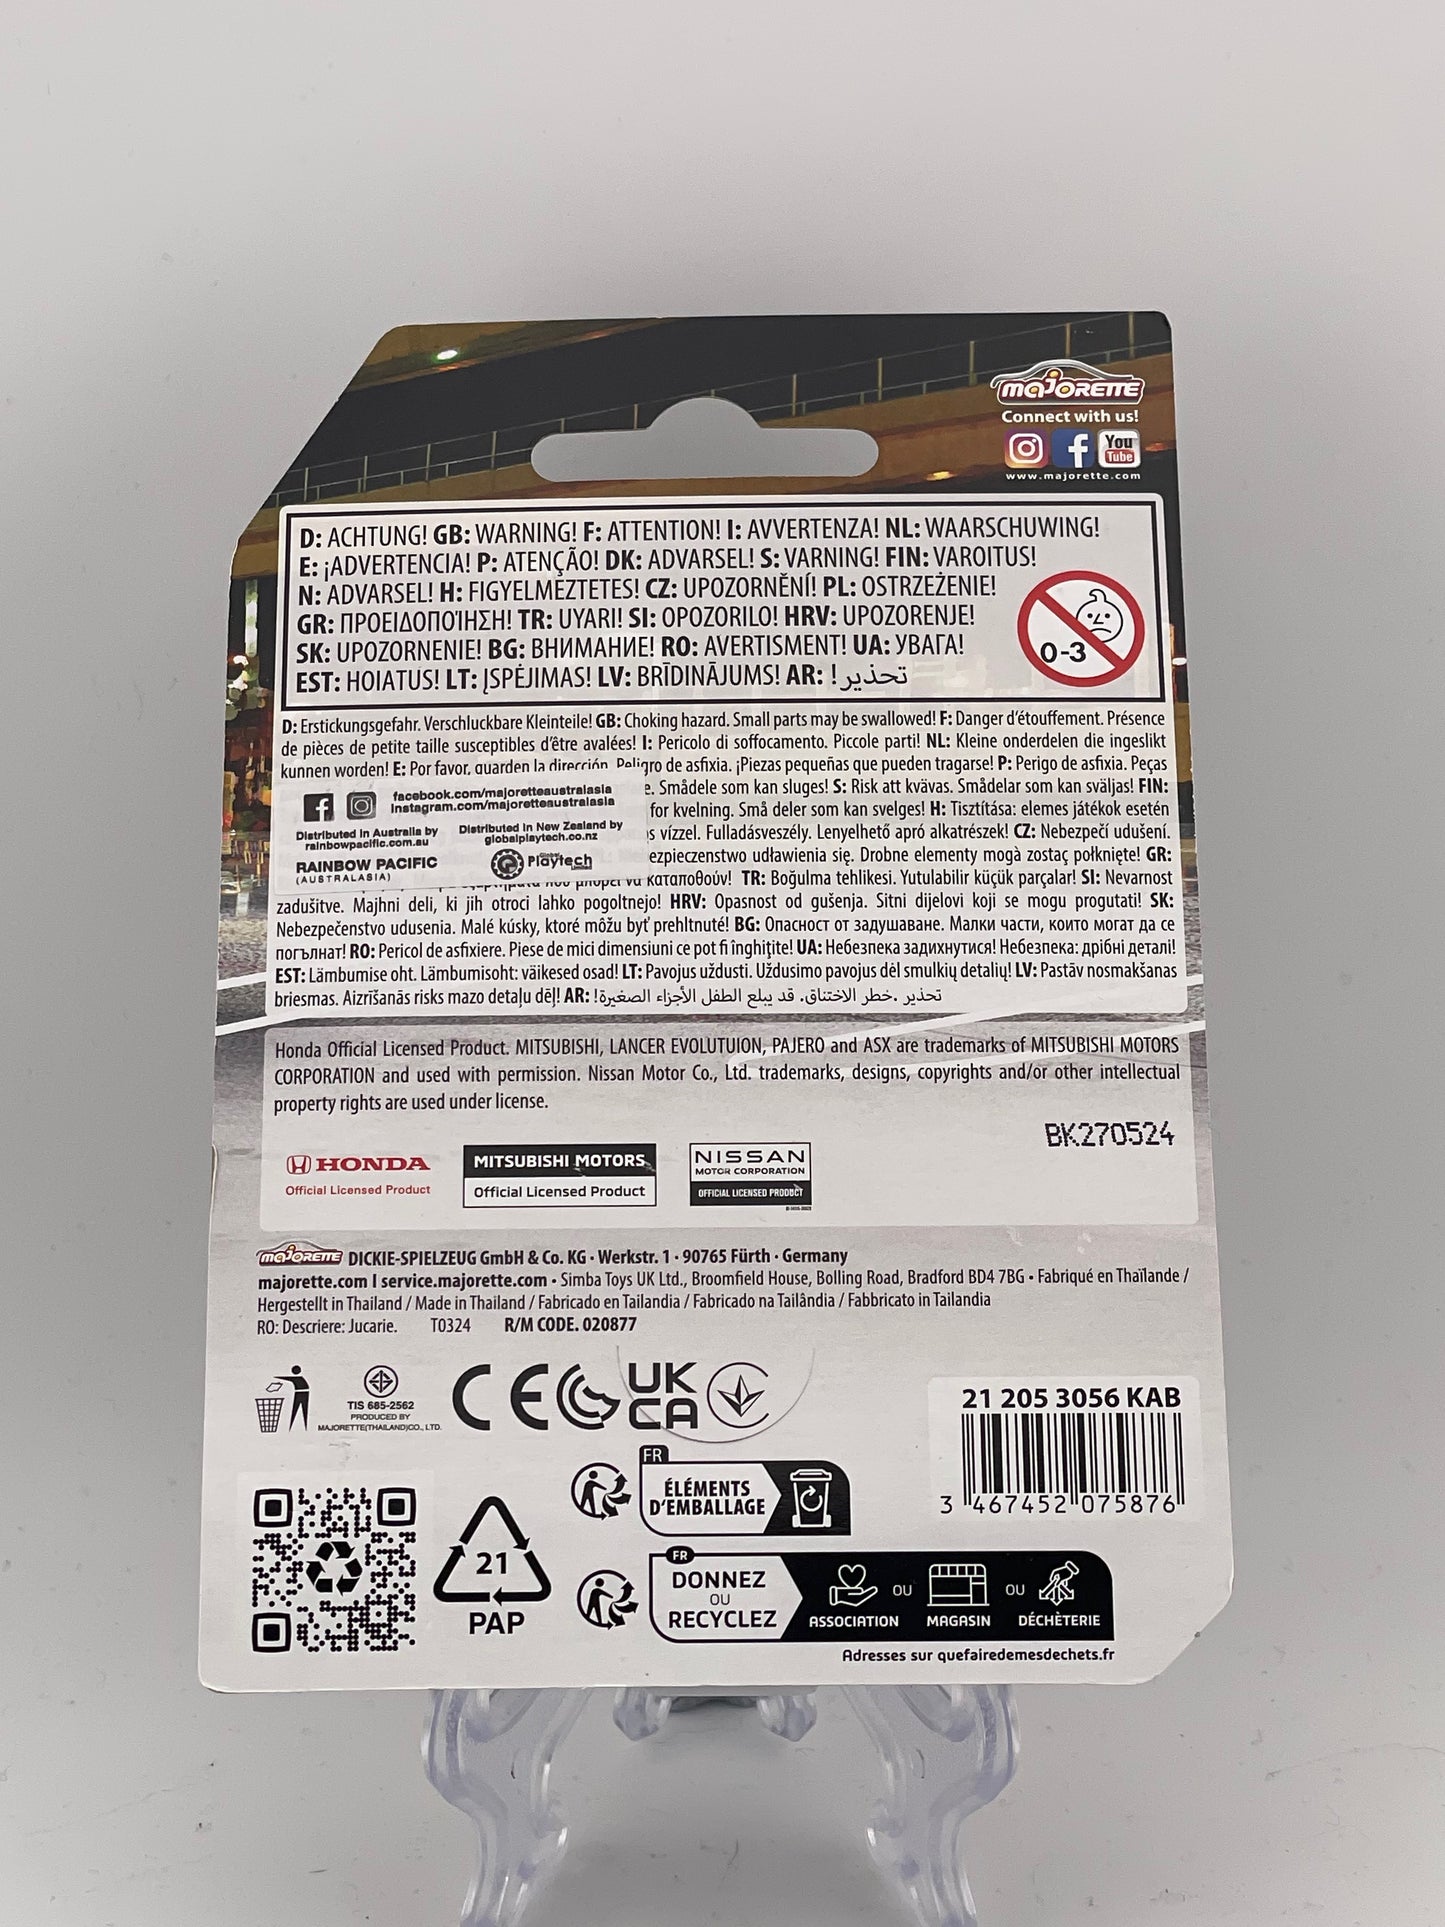 majorette
Connect with us!
You
Tube
www.majorette.com
D: ACHTUNG! GB: WARNING! F: ATTENTION! I: AVVERTENZA! NL: WAARSCHUWING!
E: ¡ADVERTENCIA! P: ATENÇÃO! DK: ADVARSEL! S: VARNING! FIN: VAROITUS!
N: ADVARSEL! H: FIGYELMEZTETES! CZ: UPOZORNĚNÍ! PL: OSTRZEŻENIE!
GR: ΠΡΟΕΙΔΟΠΟΊΗΣΗ! TR: UYARI! SI: OPOZORILO! HRV: UPOZORENJE!
SK: UPOZORNENIE! BG: ВНИМАНИЕ! RO: AVERTISMENT! UA: УВАГА!
EST: HOIATUS! LT: ĮSPĖJIMAS! LV: BRĪDINĀJUMS! AR: تحذير!
0-3
D: Erstickungsgefahr. Verschluckbare Kleinteile! GB: Choking hazard. Small parts may be swallowed! F: Danger d'étouffement. Présence
de pièces de petite taille susceptibles d'être avalées! I: Pericolo di soffocamento. Piccole parti! NL: Kleine onderdelen die ingeslikt
kunnen worden! E: Por favor, guarden la dirección. Peligro de asfixia. ¡Piezas pequeñas que pueden tragarse! P: Perigo de asfixia. Peças
Smådele som kan sluges! S: Risk att kvävas. Smådelar som kan sväljas! FIN:
for kvelning. Små deler som kan svelges! H: Tisztítása: elemes játékok esetén
vízzel. Fulladásveszély. Lenyelhető apró alkatrészek! CZ: Nebezpečí udušení.
udławienia się. Drobne elementy mogà zostaç połknięte! GR:
που μπορεί να καταποθούν! TR: Boğulma tehlikesi. Yutulabilir küçük parçalar! SI: Nevarnost
zadušitve. Majhni deli, ki jih otroci lahko pogoltnejo! HRV: Opasnost od gušenja. Sitni dijelovi koji se mogu progutati! SK:
Nebezpečenstvo udusenia. Malé kúsky, ktoré môžu byť prehltnuté! BG: Опасност от задушаване. Малки части, които могат да се
погълнат! RO: Pericol de asfixiere. Piese de mici dimensiuni ce pot fi înghiţite! UA: Небезпека задихнутися! Небезпека: дрібні деталі!
EST: Lämbumise oht. Lämbumisoht: väikesed osad! LT: Pavojus uždusti. Uždusimo pavojus dėl smulkių detalių! LV: Pastāv nosmakšanas
briesmas. Aizrīšanās risks mazo detaļu dēļ! AR: تحذير .خطر الاختناق. قد يبلع الطفل الأجزاء الصغيرة!
facebook.com/majoretteaustralasia
instagram.com/majoretteaustralasia
Distributed in Australia by
rainbowpacific.com.au
RAINBOW PACIFIC
(AUSTRALASIA)
Distributed in New Zealand by
globalplaytech.co.nz
Global
Playtech
Honda Official Licensed Product. MITSUBISHI, LANCER EVOLUTUION, PAJERO and ASX are trademarks of MITSUBISHI MOTORS
CORPORATION and used with permission. Nissan Motor Co., Ltd. trademarks, designs, copyrights and/or other intellectual
property rights are used under license.
BK270524
HONDA
Official Licensed Product
MITSUBISHI MOTORS
Official Licensed Product
NISSAN
MOTOR CORPORATION
OFFICIAL LICENSED PRODUCT
majorette DICKIE-SPIELZEUG GmbH & Co. KG · Werkstr. 1 · 90765 Fürth · Germany
majorette.com I service.majorette.com • Simba Toys UK Ltd., Broomfield House, Bolling Road, Bradford BD4 7BG • Fabriqué en Thaïlande /
Hergestellt in Thailand / Made in Thailand / Fabricado en Tailandia / Fabricado na Tailândia / Fabbricato in Tailandia
RO: Descriere: Jucarie. T0324 R/M CODE. 020877
TIS 685-2562
PRODUCED BY
MAJORETTE(THAILAND)CO., LTD.
CE
UK
CA
21 205 3056 KAB
3 467452 075876
FR
ÉLÉMENTS
D'EMBALLAGE
21
PAP
FR
DONNEZ
OU
RECYCLEZ
ASSOCIATION
OU
MAGASIN
OU
DÉCHÈTERIE
Adresses sur quefairedemesdechets.fr